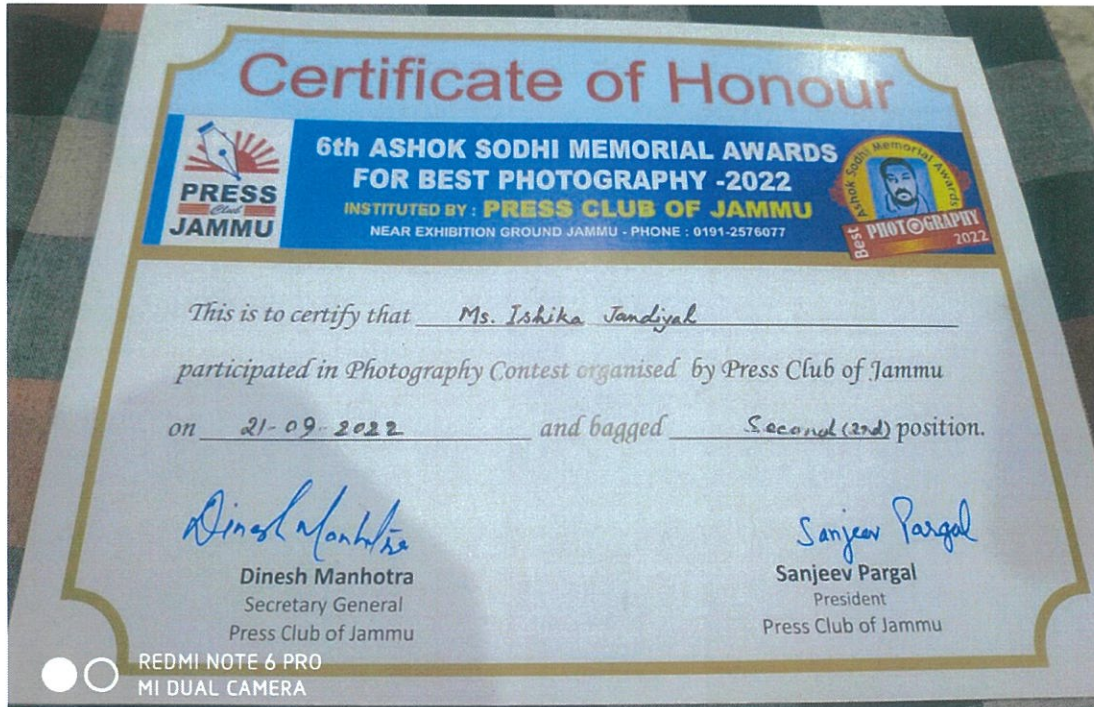 Certificate of Honour
PRESS
Club
JAMMU
6th ASHOK SODHI MEMORIAL AWARDS
FOR BEST PHOTOGRAPHY -2022
INSTITUTED BY : PRESS CLUB OF JAMMU
NEAR EXHIBITION GROUND JAMMU - PHONE : 0191-2576077
Ashok Sodhi Memorial Awards
Best PHOTOGRAPHY
2022
This is to certify that Ms. Ishika Jandiyal
participated in Photography Contest organised by Press Club of Jammu
on 21-09-2022 and bagged Second (2nd) position.
Dinesh Manhotra
Sanjeev Pargal
Dinesh Manhotra
Secretary General
Press Club of Jammu
Sanjeev Pargal
President
Press Club of Jammu
REDMI NOTE 6 PRO
MI DUAL CAMERA